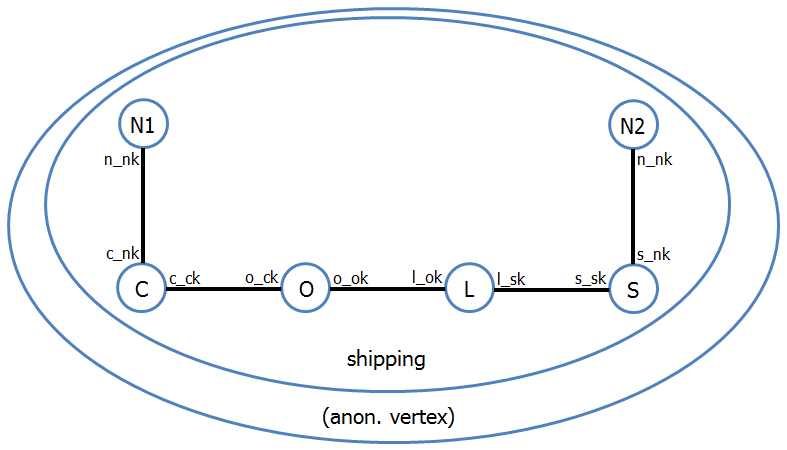 N1
N2
n_nk
n_nk
c_nk
s_nk
C
c_ck
o_ck
O
o_ok
l_ok
L
l_sk
s_sk
S
shipping
(anon. vertex)